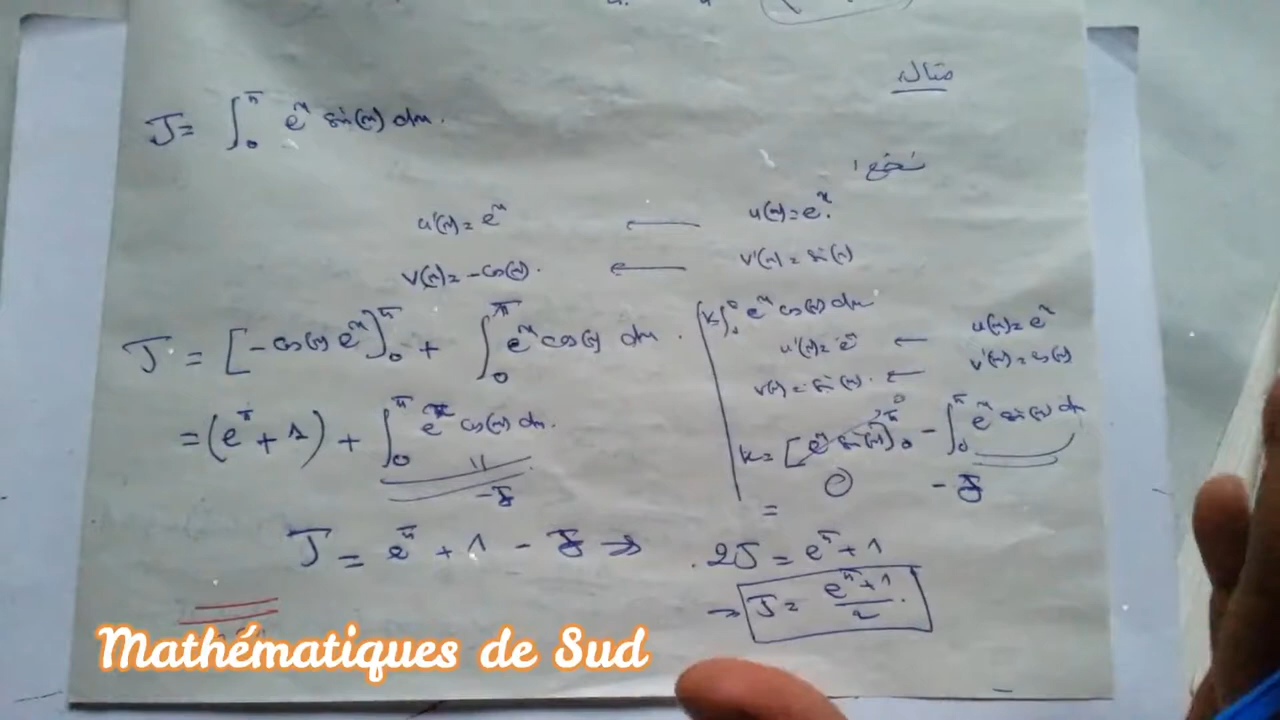 مثال
J = ∫₀^π e^x sin(x) dx.
نضع :
u'(x) = e^x ← u(x) = e^x.
v(x) = -cos(x). ← v'(x) = sin(x)
J = [-cos(x) e^x]₀^π + ∫₀^π e^x cos(x) dx.
= (e^π + 1) + ∫₀^π e^x cos(x) dx.
-J
J = e^π + 1 - J ⇒
e^x cos(x) dx
u'(x) = e^x ← u(x) = e^x
v(x) = sin(x). ← v'(x) = cos(x)
K = [e^x sin(x)]₀^π - ∫₀^π e^x sin(x) dx
0 - J
=
2J = e^π + 1
→ J = (e^π + 1)/2.
Mathématiques de Sud